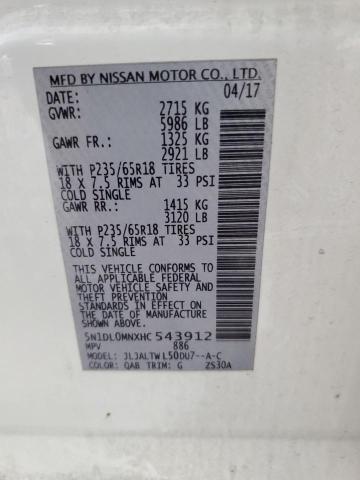 MFD BY NISSAN MOTOR CO., LTD.
DATE: 04/17
GVWR: 2715 KG
5986 LB
GAWR FR.: 1325 KG
2921 LB
WITH P235/65R18 TIRES
18 X 7.5 RIMS AT 33 PSI
COLD SINGLE
GAWR RR.: 1415 KG
3120 LB
WITH P235/65R18 TIRES
18 X 7.5 RIMS AT 33 PSI
COLD SINGLE
THIS VEHICLE CONFORMS TO
ALL APPLICABLE FEDERAL
MOTOR VEHICLE SAFETY
STANDARDS IN EFFECT ON
THE DATE OF MANUFACTURE
SHOWN ABOVE.
5N1DL0MNXHC 543912
MPV 886
MODEL: JLJALTW L50DU7--A-C
COLOR: QAB TRIM: G ZS30A